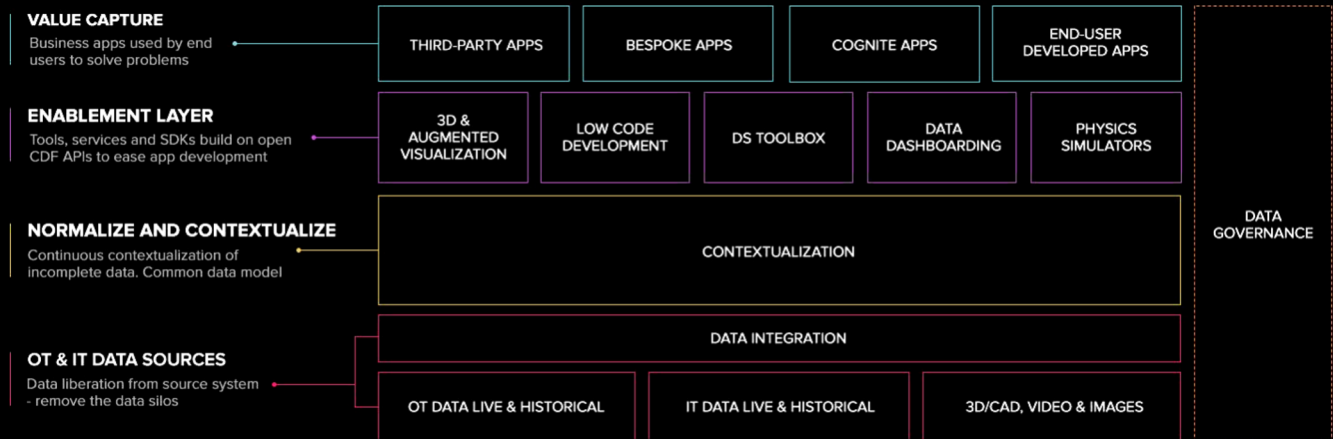 VALUE CAPTURE
Business apps used by end
users to solve problems
THIRD-PARTY APPS
BESPOKE APPS
COGNITE APPS
END-USER
DEVELOPED APPS
ENABLEMENT LAYER
Tools, services and SDKs build on open
CDF APIs to ease app development
3D &
AUGMENTED
VISUALIZATION
LOW CODE
DEVELOPMENT
DS TOOLBOX
DATA
DASHBOARDING
PHYSICS
SIMULATORS
NORMALIZE AND CONTEXTUALIZE
Continuous contextualization of
incomplete data. Common data model
CONTEXTUALIZATION
DATA
GOVERNANCE
OT & IT DATA SOURCES
Data liberation from source system
- remove the data silos
DATA INTEGRATION
OT DATA LIVE & HISTORICAL
IT DATA LIVE & HISTORICAL
3D/CAD, VIDEO & IMAGES